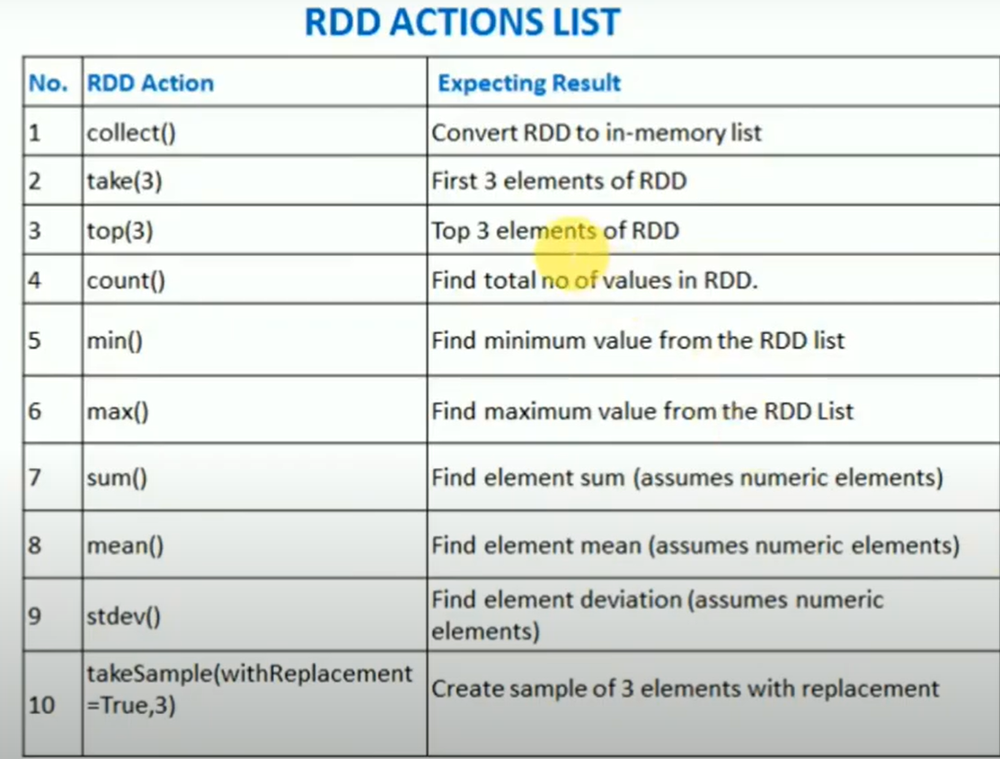 RDD ACTIONS LIST
No. RDD Action Expecting Result
1 collect() Convert RDD to in-memory list
2 take(3) First 3 elements of RDD
3 top(3) Top 3 elements of RDD
4 count() Find total no of values in RDD.
5 min() Find minimum value from the RDD list
6 max() Find maximum value from the RDD List
7 sum() Find element sum (assumes numeric elements)
8 mean() Find element mean (assumes numeric elements)
9 stdev() Find element deviation (assumes numeric
elements)
10 takeSample(withReplacement
=True,3) Create sample of 3 elements with replacement